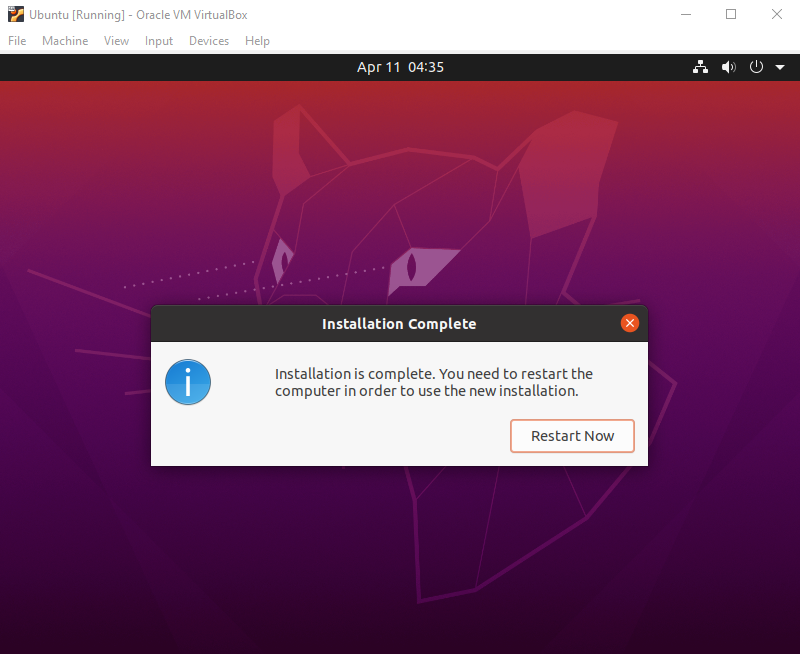 Ubuntu [Running] - Oracle VM VirtualBox
File Machine View Input Devices Help
Apr 11 04:35
Installation Complete
Installation is complete. You need to restart the
computer in order to use the new installation.
Restart Now